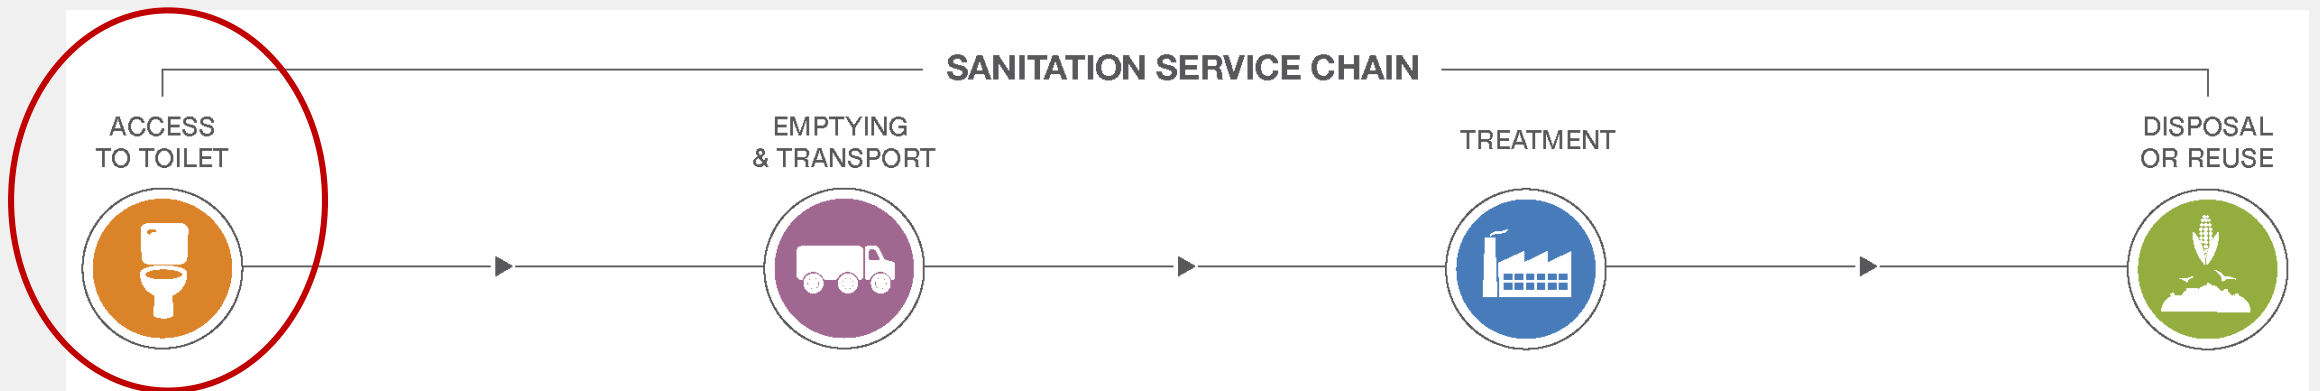 SANITATION SERVICE CHAIN
ACCESS
TO TOILET
EMPTYING
& TRANSPORT
TREATMENT
DISPOSAL
OR REUSE